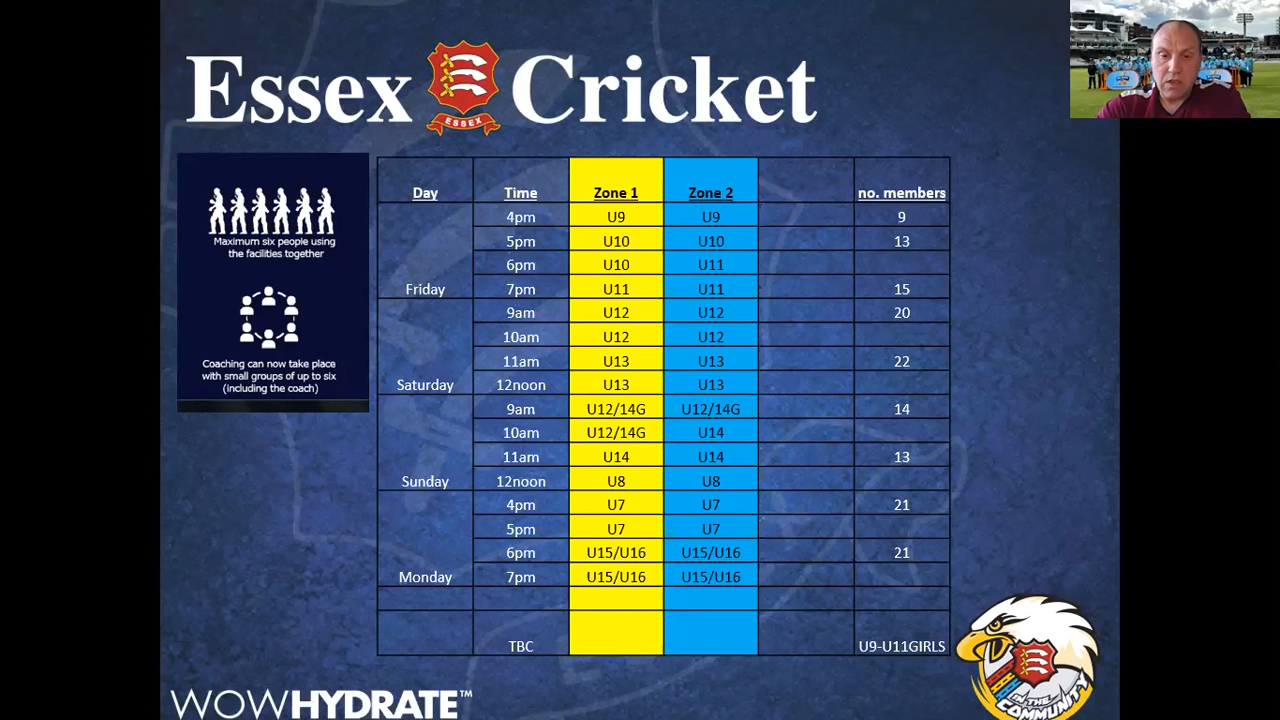 Essex Cricket
ESSEX
Maximum six people using
the facilities together
Coaching can now take place
with small groups of up to six
(including the coach)
Day Time Zone 1 Zone 2 no. members
4pm U9 U9 9
5pm U10 U10 13
6pm U10 U11
Friday 7pm U11 U11 15
9am U12 U12 20
10am U12 U12
11am U13 U13 22
Saturday 12noon U13 U13
9am U12/14G U12/14G 14
10am U12/14G U14
11am U14 U14 13
Sunday 12noon U8 U8
4pm U7 U7 21
5pm U7 U7
6pm U15/U16 U15/U16 21
Monday 7pm U15/U16 U15/U16
TBC U9-U11GIRLS
WOWHYDRATE™
IN THE
COMMUNITY